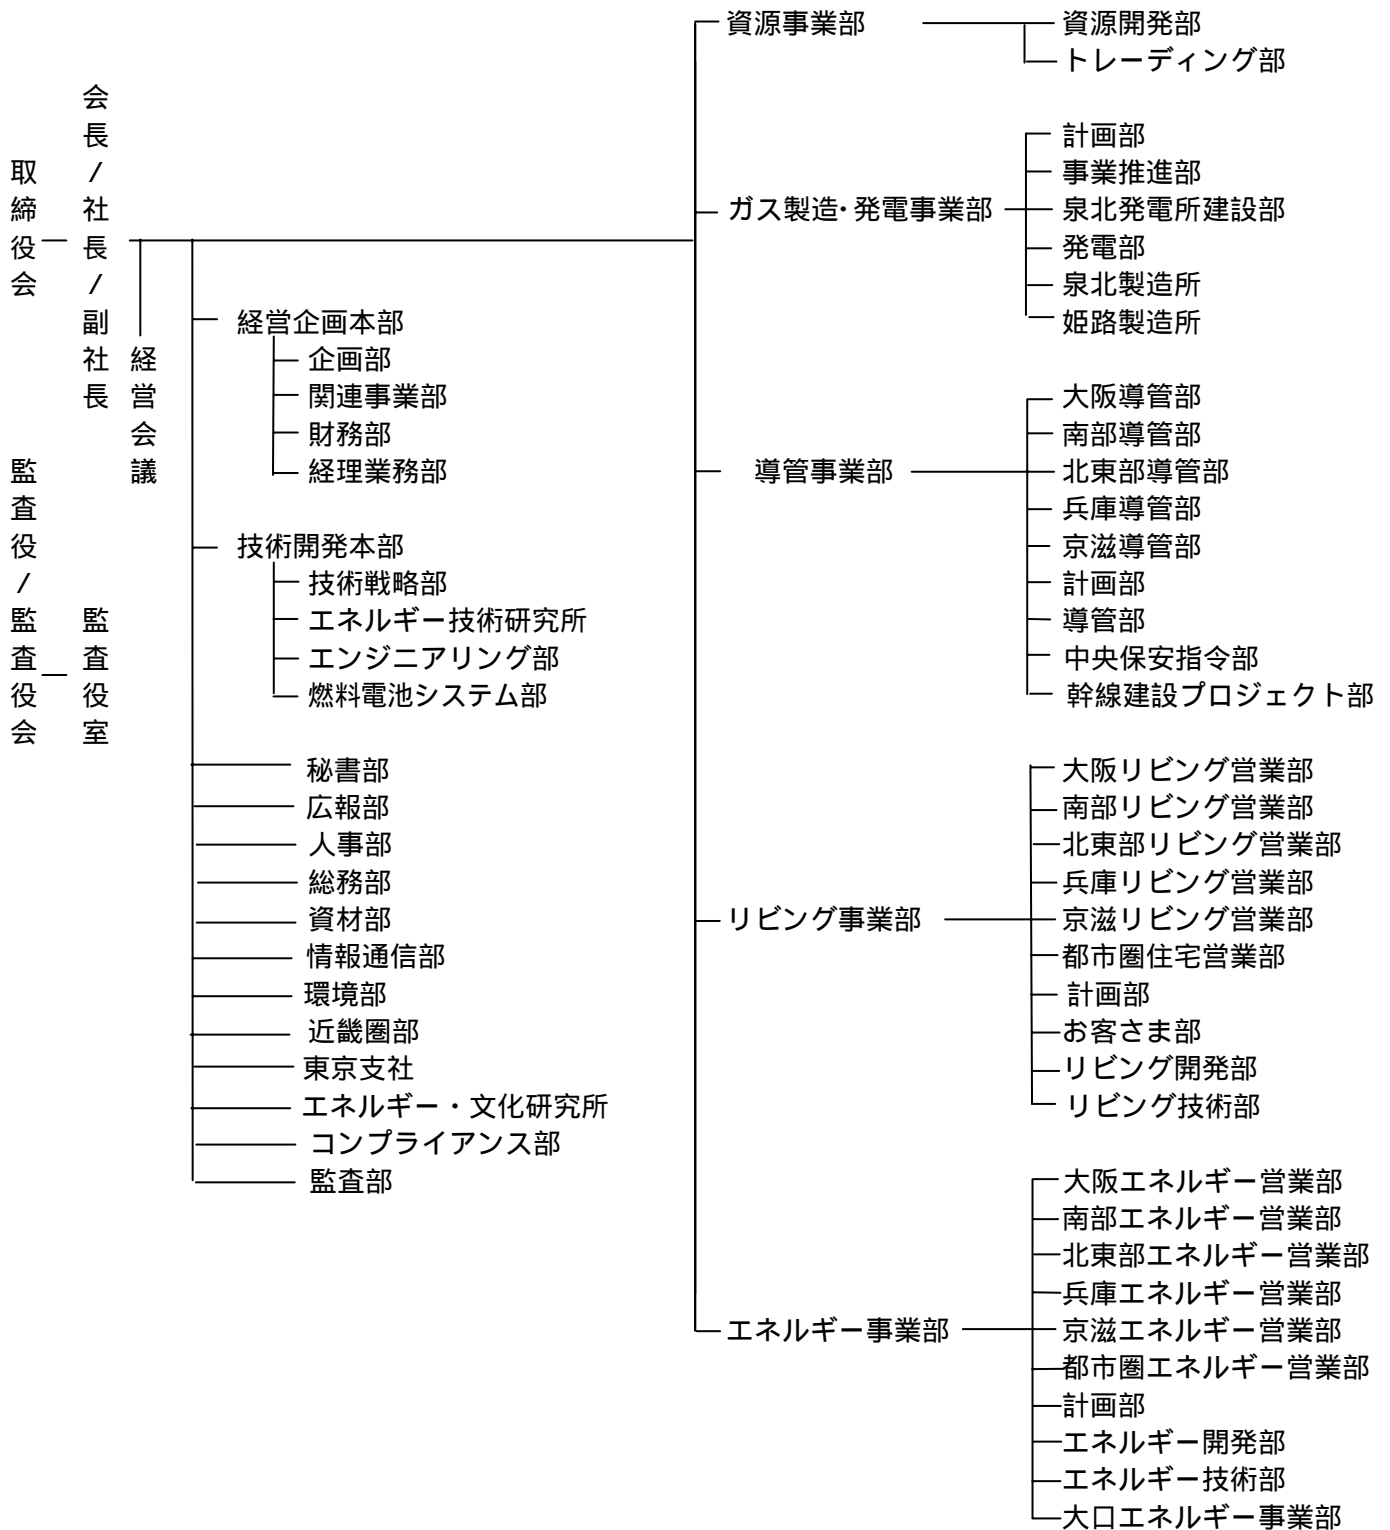 取締役会
会長/社長/副社長
経営会議
監査役/監査役会
監査役室
経営企画本部
企画部
関連事業部
財務部
経理業務部
技術開発本部
技術戦略部
エネルギー技術研究所
エンジニアリング部
燃料電池システム部
秘書部
広報部
人事部
総務部
資材部
情報通信部
環境部
近畿圏部
東京支社
エネルギー・文化研究所
コンプライアンス部
監査部
資源事業部
資源開発部
トレーディング部
ガス製造・発電事業部
計画部
事業推進部
泉北発電所建設部
発電部
泉北製造所
姫路製造所
導管事業部
大阪導管部
南部導管部
北東部導管部
兵庫導管部
京滋導管部
計画部
導管部
中央保安指令部
幹線建設プロジェクト部
リビング事業部
大阪リビング営業部
南部リビング営業部
北東部リビング営業部
兵庫リビング営業部
京滋リビング営業部
都市圏住宅営業部
計画部
お客さま部
リビング開発部
リビング技術部
エネルギー事業部
大阪エネルギー営業部
南部エネルギー営業部
北東部エネルギー営業部
兵庫エネルギー営業部
京滋エネルギー営業部
都市圏エネルギー営業部
計画部
エネルギー開発部
エネルギー技術部
大口エネルギー事業部